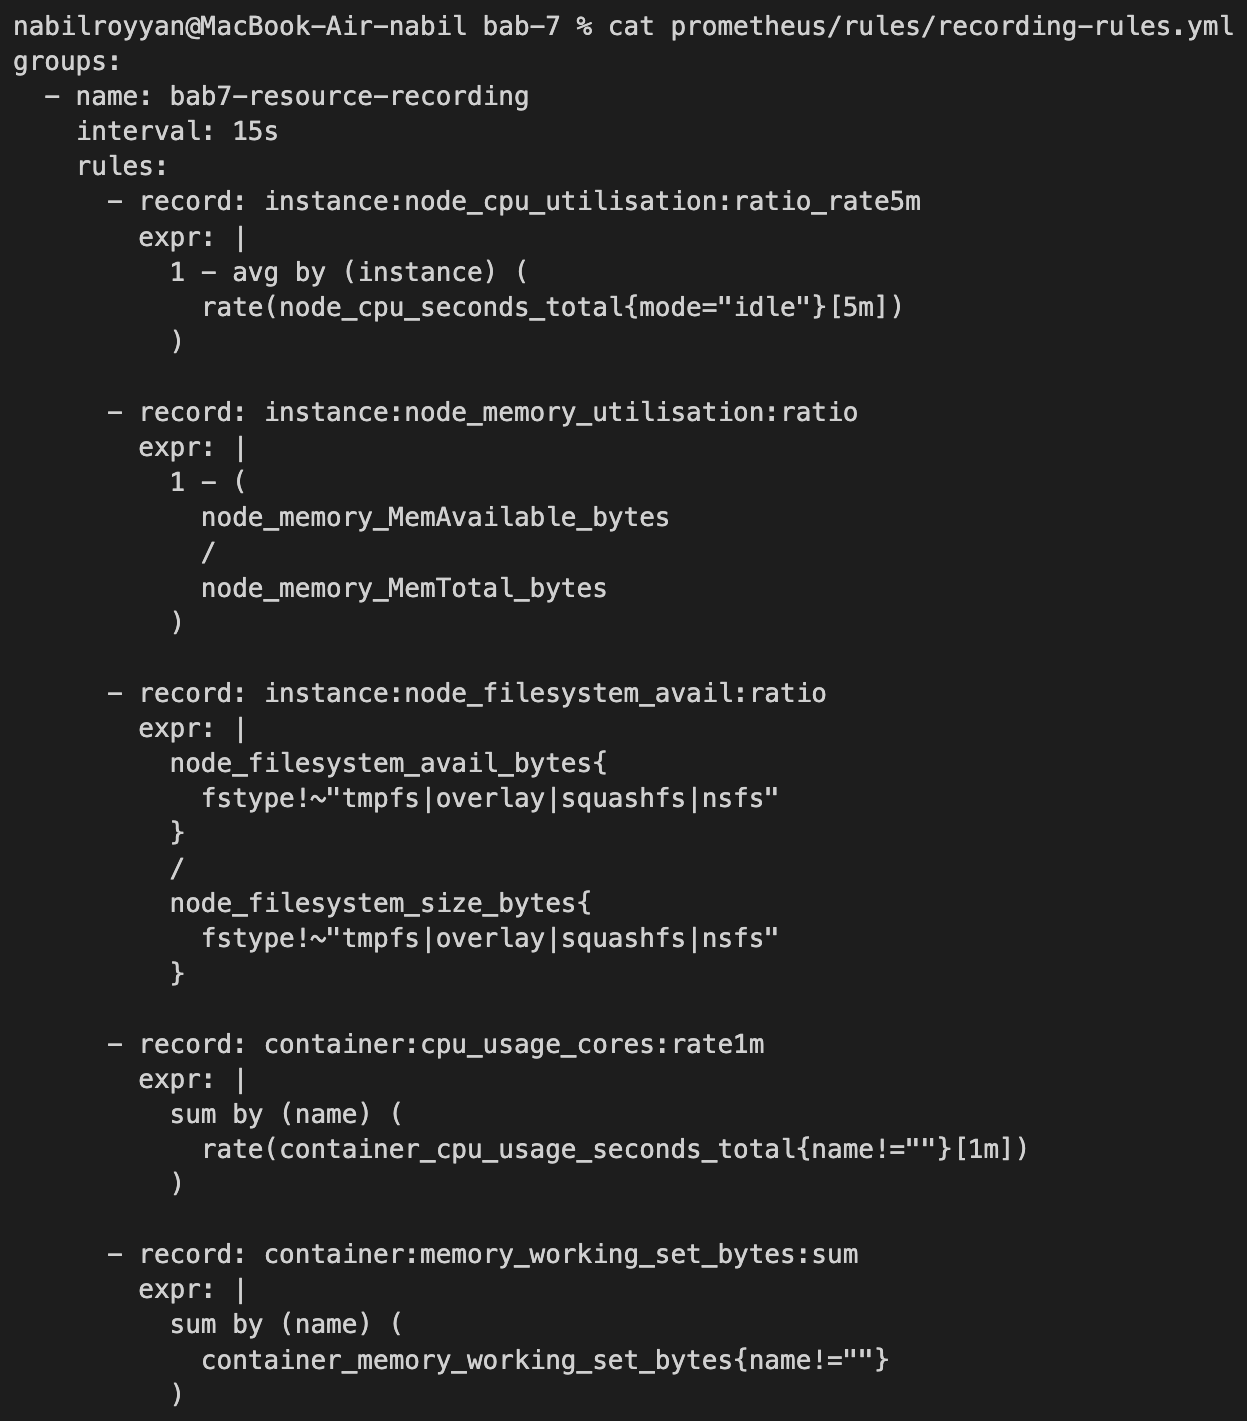 nabilroyyan@MacBook-Air-nabil bab-7 % cat prometheus/rules/recording-rules.yml
groups:
  - name: bab7-resource-recording
    interval: 15s
    rules:
      - record: instance:node_cpu_utilisation:ratio_rate5m
        expr: |
          1 - avg by (instance) (
            rate(node_cpu_seconds_total{mode="idle"}[5m])
          )

      - record: instance:node_memory_utilisation:ratio
        expr: |
          1 - (
            node_memory_MemAvailable_bytes
            /
            node_memory_MemTotal_bytes
          )

      - record: instance:node_filesystem_avail:ratio
        expr: |
          node_filesystem_avail_bytes{
            fstype!~"tmpfs|overlay|squashfs|nsfs"
          }
          /
          node_filesystem_size_bytes{
            fstype!~"tmpfs|overlay|squashfs|nsfs"
          }

      - record: container:cpu_usage_cores:rate1m
        expr: |
          sum by (name) (
            rate(container_cpu_usage_seconds_total{name!=""}[1m])
          )

      - record: container:memory_working_set_bytes:sum
        expr: |
          sum by (name) (
            container_memory_working_set_bytes{name!=""}
          )